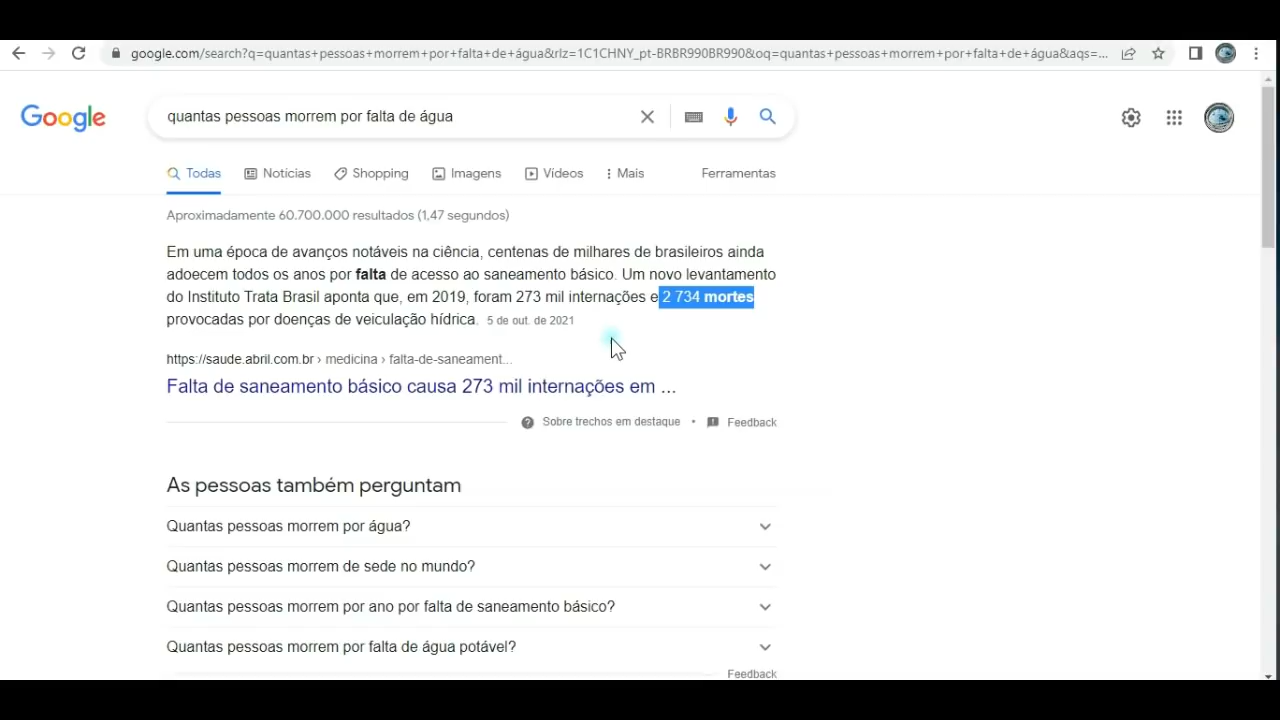 google.com/search?q=quantas+pessoas+morrem+por+falta+de+água&rlz=1C1CHNY_pt-BRBR990BR990&oq=quantas+pessoas+morrem+por+falta+de+água&aqs=...
Google
quantas pessoas morrem por falta de água
Todas Notícias Shopping Imagens Vídeos Mais Ferramentas
Aproximadamente 60.700.000 resultados (1,47 segundos)
Em uma época de avanços notáveis na ciência, centenas de milhares de brasileiros ainda
adoecem todos os anos por falta de acesso ao saneamento básico. Um novo levantamento
do Instituto Trata Brasil aponta que, em 2019, foram 273 mil internações e 2 734 mortes
provocadas por doenças de veiculação hídrica. 5 de out. de 2021
https://saude.abril.com.br › medicina › falta-de-saneament...
Falta de saneamento básico causa 273 mil internações em ...
Sobre trechos em destaque • Feedback
As pessoas também perguntam
Quantas pessoas morrem por água?
Quantas pessoas morrem de sede no mundo?
Quantas pessoas morrem por ano por falta de saneamento básico?
Quantas pessoas morrem por falta de água potável?
Feedback